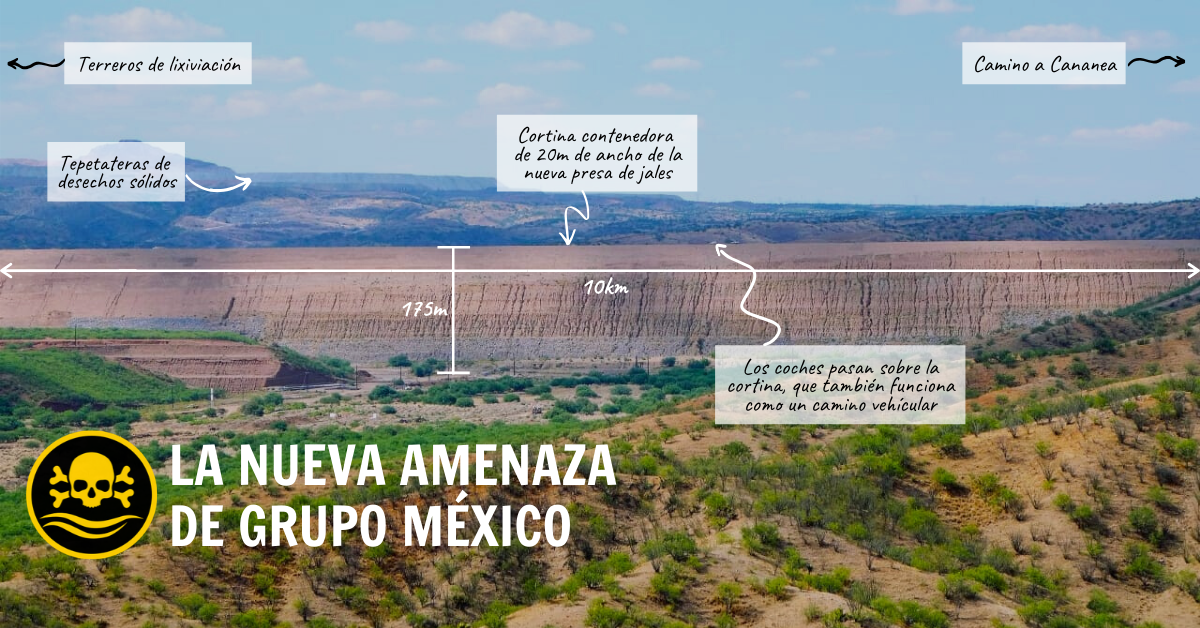 Terreros de lixiviación
Camino a Cananea
Tepetateras de
desechos sólidos
Cortina contenedora
de 20m de ancho de la
nueva presa de jales
10km
175m
Los coches pasan sobre la
cortina, que también funciona
como un camino vehícular
LA NUEVA AMENAZA
DE GRUPO MÉXICO